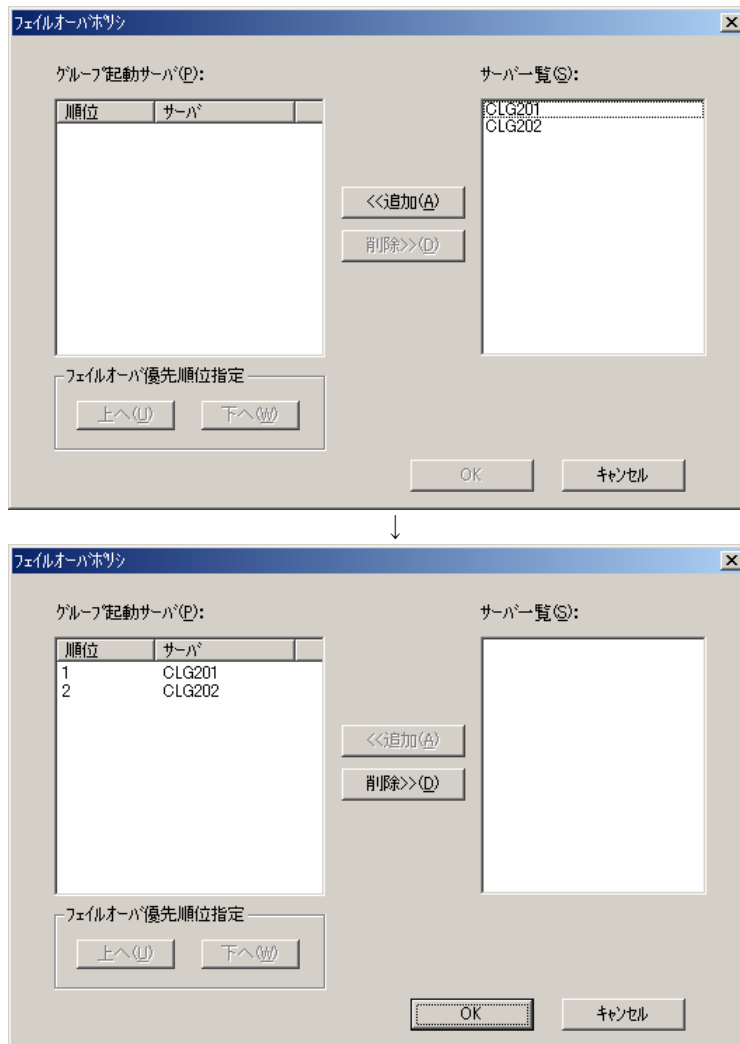 フェイルオーバポリシ
グループ起動サーバ(P):
サーバ一覧(S):
順位 サーバ
CLG201
CLG202
<<追加(A)
削除>>(D)
フェイルオーバ優先順位指定
上へ(U) 下へ(W)
OK キャンセル
↓
フェイルオーバポリシ
グループ起動サーバ(P):
サーバ一覧(S):
順位 サーバ
1 CLG201
2 CLG202
<<追加(A)
削除>>(D)
フェイルオーバ優先順位指定
上へ(U) 下へ(W)
OK キャンセル